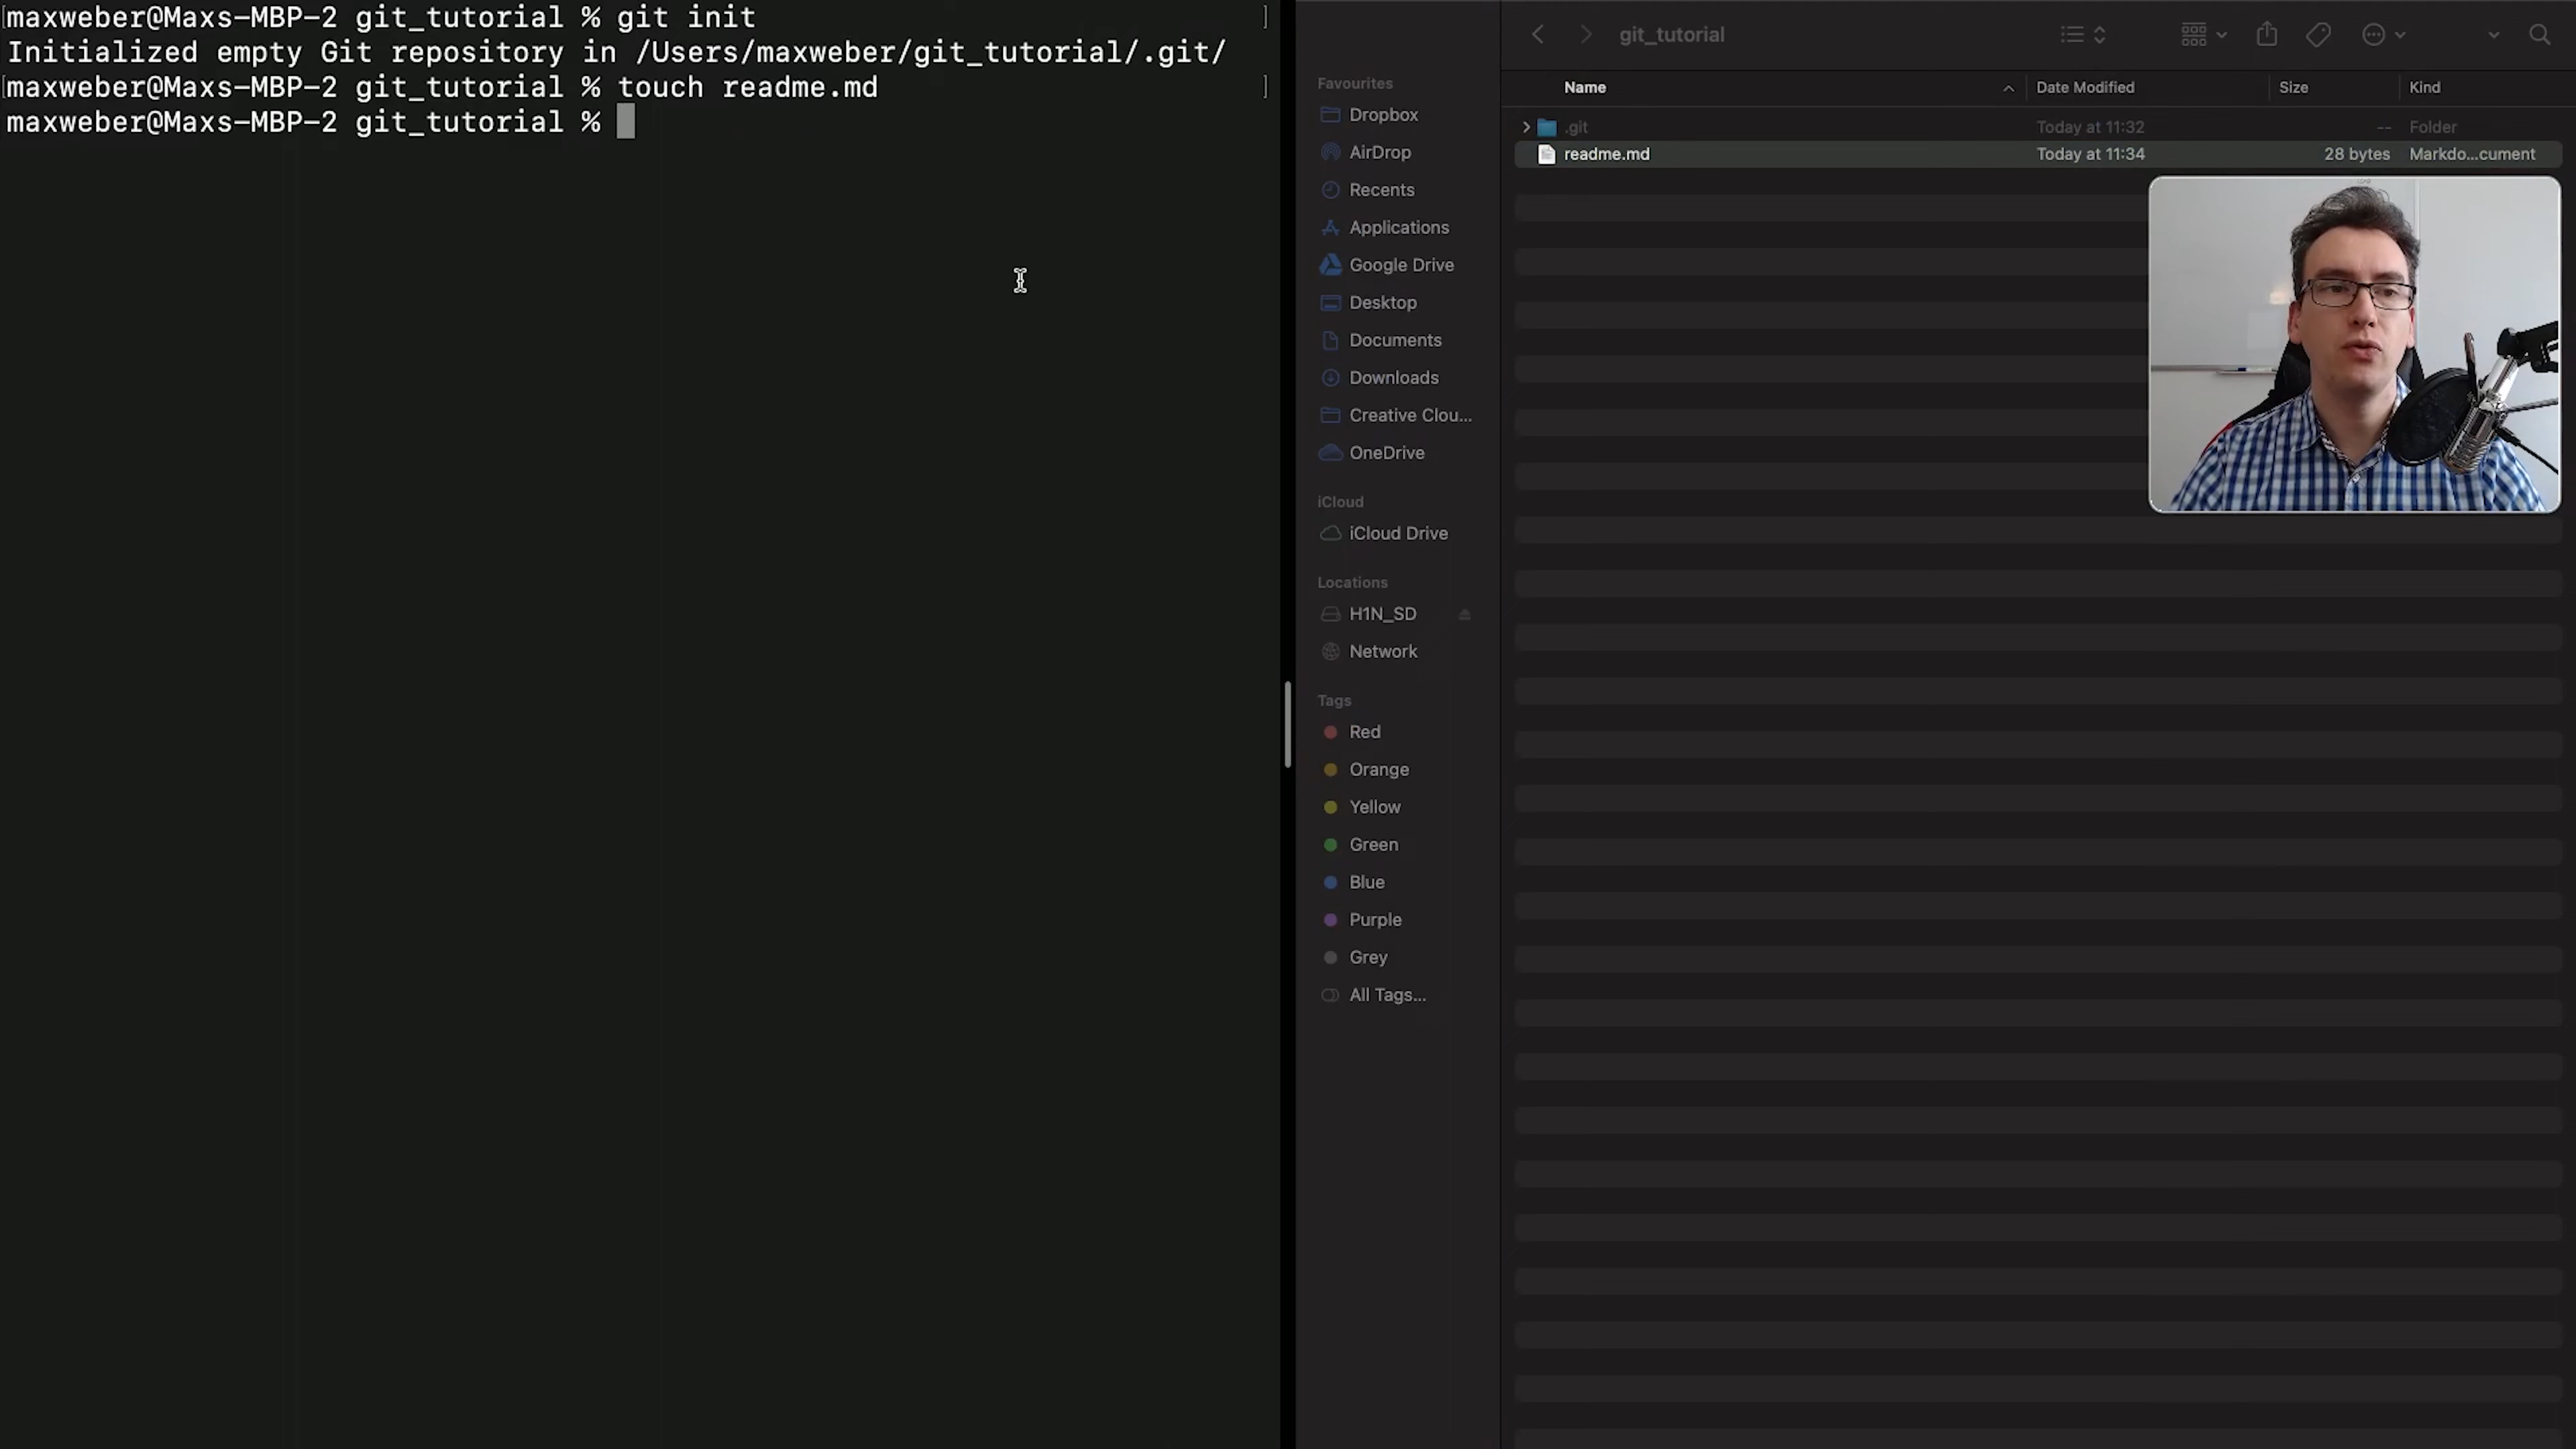 maxweber@Maxs-MBP-2 git_tutorial % git init
Initialized empty Git repository in /Users/maxweber/git_tutorial/.git/
maxweber@Maxs-MBP-2 git_tutorial % touch readme.md
maxweber@Maxs-MBP-2 git_tutorial %
git_tutorial
Favourites
Dropbox
AirDrop
Recents
Applications
Google Drive
Desktop
Documents
Downloads
Creative Clou...
OneDrive
iCloud
iCloud Drive
Locations
H1N_SD
Network
Tags
Red
Orange
Yellow
Green
Blue
Purple
Grey
All Tags...
Name Date Modified Size Kind
.git Today at 11:32 -- Folder
readme.md Today at 11:34 28 bytes Markdo...cument